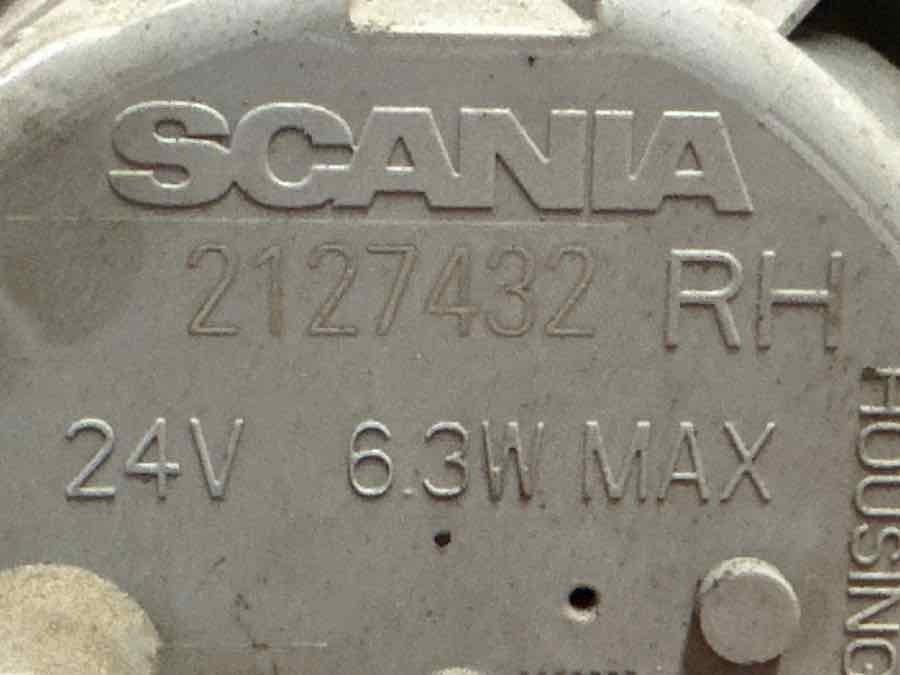 SCANIA
2127432 RH
24V 6.3W MAX
HOUSING